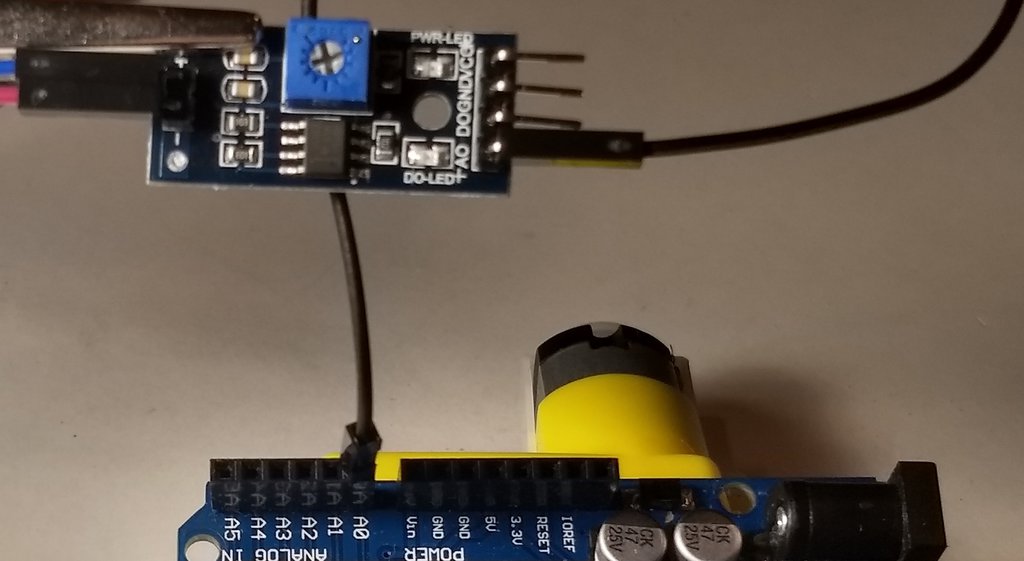 PWR-LED
AO DO GND VCC
DO-LED
+
-
A5 A4 A3 A2 A1 A0
Vin GND GND 5V 3.3V RESET IOREF
ANALOG IN
POWER
CK
47
25V
CK
47
25V